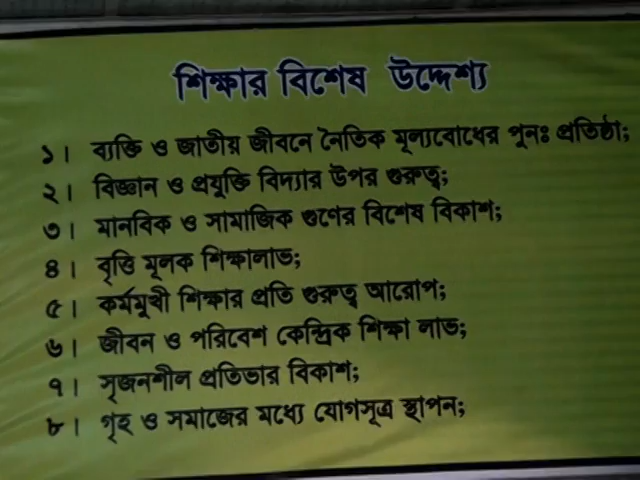 শিক্ষার বিশেষ উদ্দেশ্য
১। ব্যক্তি ও জাতীয় জীবনে নৈতিক মূল্যবোধের পুনঃ প্রতিষ্ঠা;
২। বিজ্ঞান ও প্রযুক্তি বিদ্যার উপর গুরুত্ব;
৩। মানবিক ও সামাজিক গুণের বিশেষ বিকাশ;
৪। বৃত্তি মূলক শিক্ষালাভ;
৫। কর্মমূখী শিক্ষার প্রতি গুরুত্ব আরোপ;
৬। জীবন ও পরিবেশ কেন্দ্রিক শিক্ষা লাভ;
৭। সৃজনশীল প্রতিভার বিকাশ;
৮। গৃহ ও সমাজের মধ্যে যোগসূত্র স্থাপন;